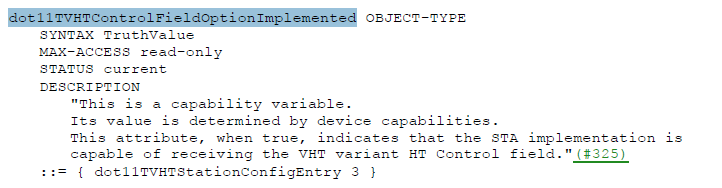 dot11TVHTControlFieldOptionImplemented OBJECT-TYPE
SYNTAX TruthValue
MAX-ACCESS read-only
STATUS current
DESCRIPTION
"This is a capability variable.
Its value is determined by device capabilities.
This attribute, when true, indicates that the STA implementation is
capable of receiving the VHT variant HT Control field."(#325)
::= { dot11TVHTStationConfigEntry 3 }